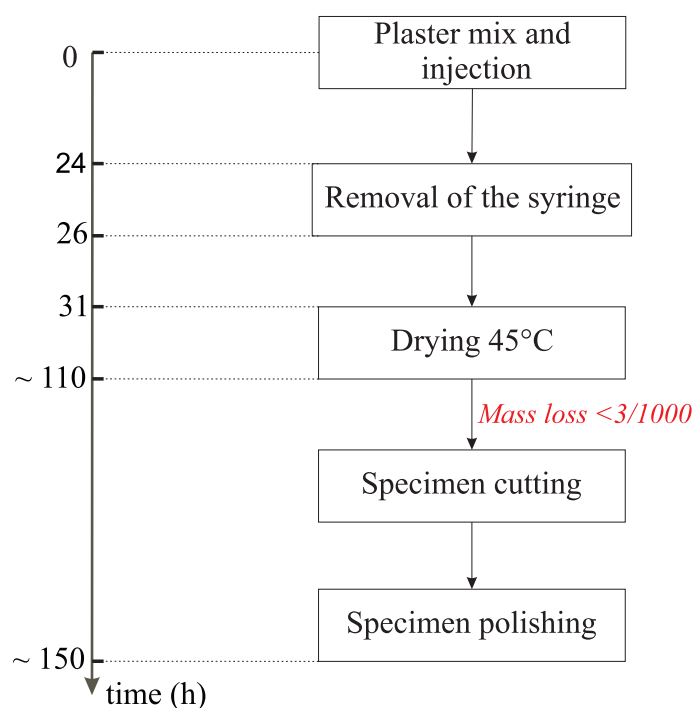 Plaster mix and
injection
0
24
Removal of the syringe
26
31
Drying 45°C
~ 110
Mass loss <3/1000
Specimen cutting
Specimen polishing
~ 150
time (h)